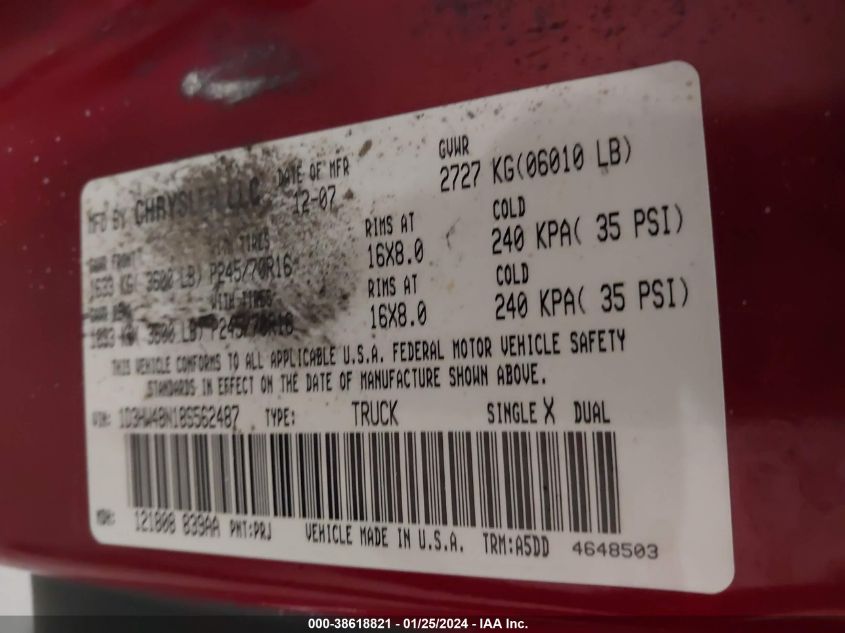 MFD BY CHRYSLER LLC DATE OF MFR GVWR
12-07 2727 KG(06010 LB)
TIRES RIMS AT COLD
GAWR FRONT P245/70R16 16X8.0 240 KPA( 35 PSI)
1633 KG( 3600 LB)
WITH TIRES RIMS AT COLD
KG( 3600 LB) P245/70R16 16X8.0 240 KPA( 35 PSI)
THIS VEHICLE CONFORMS TO ALL APPLICABLE U.S.A. FEDERAL MOTOR VEHICLE SAFETY
STANDARDS IN EFFECT ON THE DATE OF MANUFACTURE SHOWN ABOVE.
VIN: 1D3HW48N18S562487 TYPE: TRUCK SINGLE X DUAL
MDH: 121808 839AA PNT:PRJ VEHICLE MADE IN U.S.A. TRM:A5DD 4648503
000-38618821 - 01/25/2024 - IAA Inc.